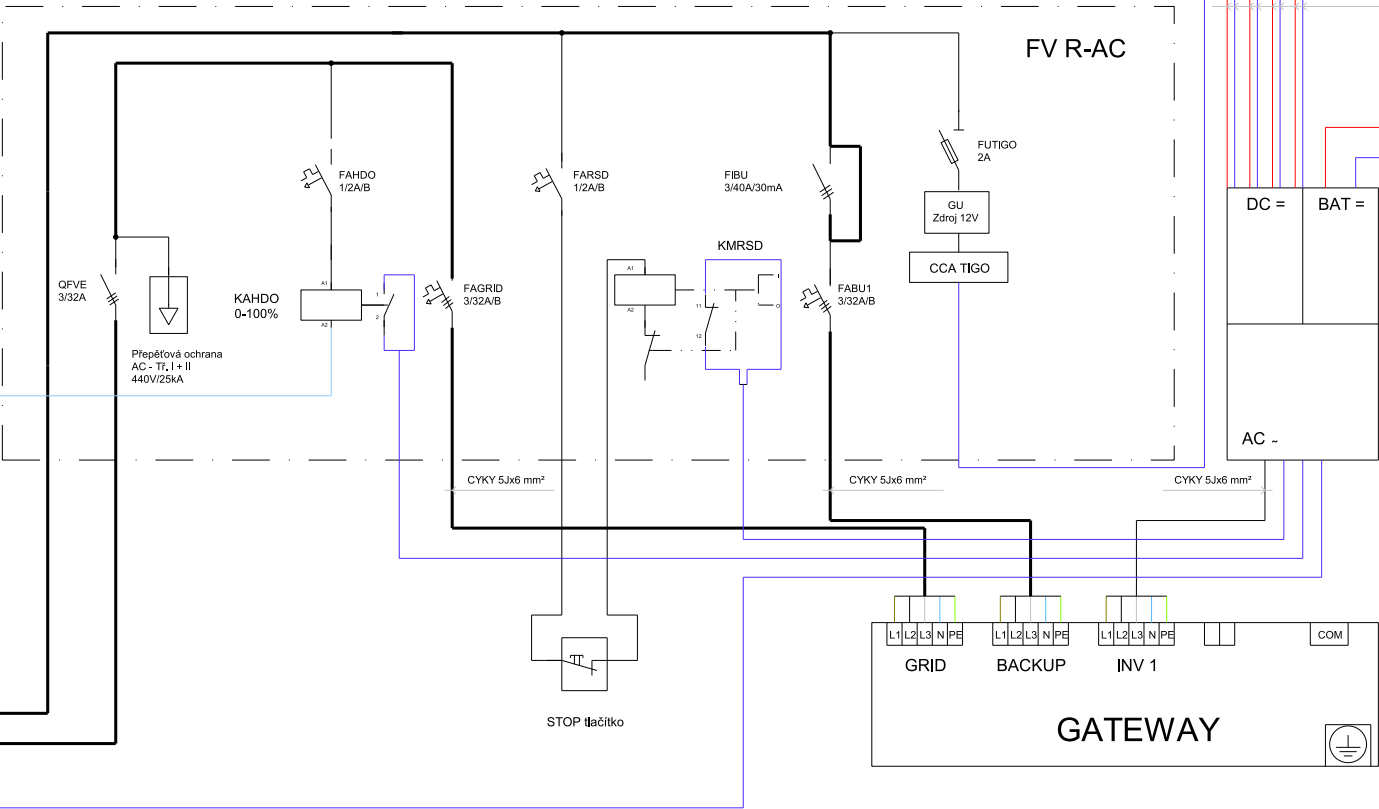 FV R-AC
FAHDO
1/2A/B
FARSD
1/2A/B
FIBU
3/40A/30mA
FUTIGO
2A
GU
Zdroj 12V
CCA TIGO
DC =
BAT =
AC ~
QFVE
3/32A
Přepěťová ochrana
AC - Tř. I + II
440V/25kA
KAHDO
0-100%
A1
A2
1
2
FAGRID
3/32A/B
KMRSD
A1
A2
11
12
I
O
FABU1
3/32A/B
CYKY 5Jx6 mm²
CYKY 5Jx6 mm²
CYKY 5Jx6 mm²
STOP tlačítko
L1 L2 L3 N PE
L1 L2 L3 N PE
L1 L2 L3 N PE
COM
GRID
BACKUP
INV 1
GATEWAY